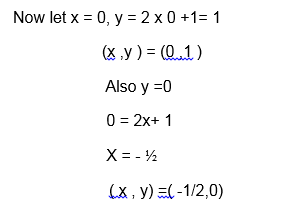 Now let x = 0, y = 2 x 0 +1= 1
(x ,y ) = (0 ,1 )
Also y =0
0 = 2x+ 1
X = - ½
( x , y) =( -1/2,0)